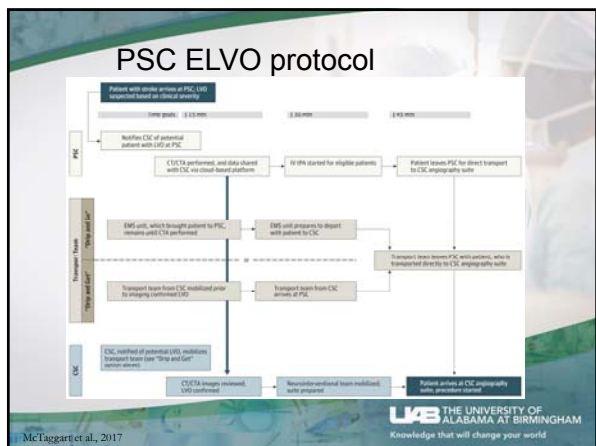 PSC ELVO protocol
Patient with stroke arrives at PSC; LVO
suspected based on clinical severity
Time goals
15 min
30 min
45 min
PSC
Notifies CSC of potential
patient with LVO at PSC
CT/CTA performed, and data shared
with CSC via cloud-based platform
IV tPA started for eligible patients
Patient leaves PSC for direct transport
to CSC angiography suite
Transport Team
"Drip and Go"
EMS unit, which brought patient to PSC,
remains until CTA performed
EMS unit prepares to depart
with patient to CSC
Transport team leaves PSC with patient, who is
transported directly to CSC angiography suite
"Drip and Get"
Transport team from CSC mobilized prior
to imaging confirmed LVO
Transport team from CSC
arrives at PSC
CSC
CSC, notified of potential LVO, mobilizes
transport team (see "Drip and Get"
option above)
CT/CTA images reviewed;
LVO confirmed
Neurointerventional team mobilized;
suite prepared
Patient arrives at CSC angiography
suite; procedure started
McTaggart et al., 2017
UAB THE UNIVERSITY OF
ALABAMA AT BIRMINGHAM
Knowledge that will change your world